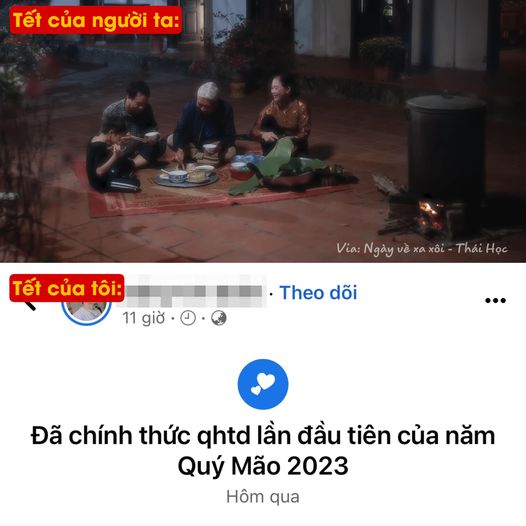 Tết của người ta:
Via: Ngày về xa xôi - Thái Học
Tết của tôi:
· Theo dõi
11 giờ ·
Đã chính thức qhtd lần đầu tiên của năm
Quý Mão 2023
Hôm qua